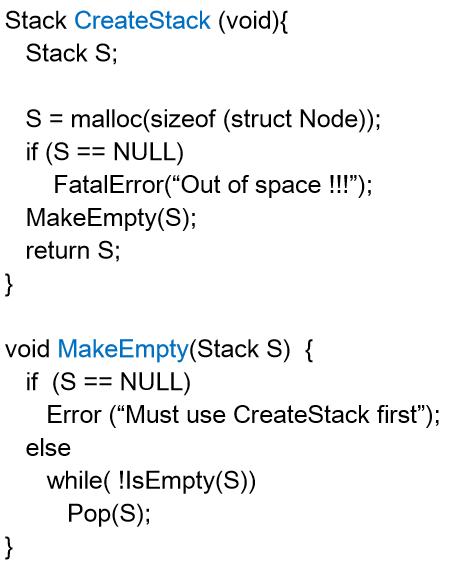 Stack CreateStack (void){
Stack S;
S = malloc(sizeof (struct Node));
if (S == NULL)
FatalError(“Out of space !!!”);
MakeEmpty(S);
return S;
}
void MakeEmpty(Stack S)  {
if  (S == NULL)
Error (“Must use CreateStack first”);
else
while( !IsEmpty(S))
Pop(S);
}